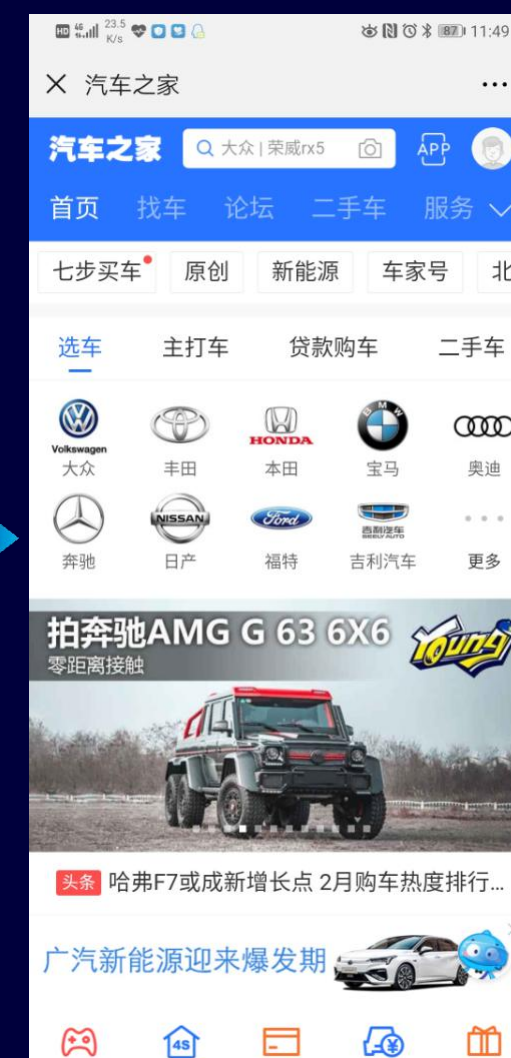 HD 46 23.5 K/s 87 11:49
汽车之家
汽车之家 大众 | 荣威rx5 APP
首页 找车 论坛 二手车 服务
七步买车 原创 新能源 车家号 北
选车 主打车 贷款购车 二手车
Volkswagen HONDA BMW
大众 丰田 本田 宝马 奥迪
NISSAN Ford 吉利汽车 GEELY AUTO
奔驰 日产 福特 吉利汽车 更多
拍奔驰AMG G 63 6X6 Young
零距离接触
头条 哈弗F7或成新增长点 2月购车热度排行...
广汽新能源迎来爆发期
4S